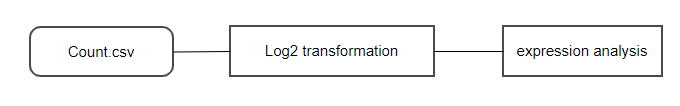 Count.csv
Log2 transformation
expression analysis